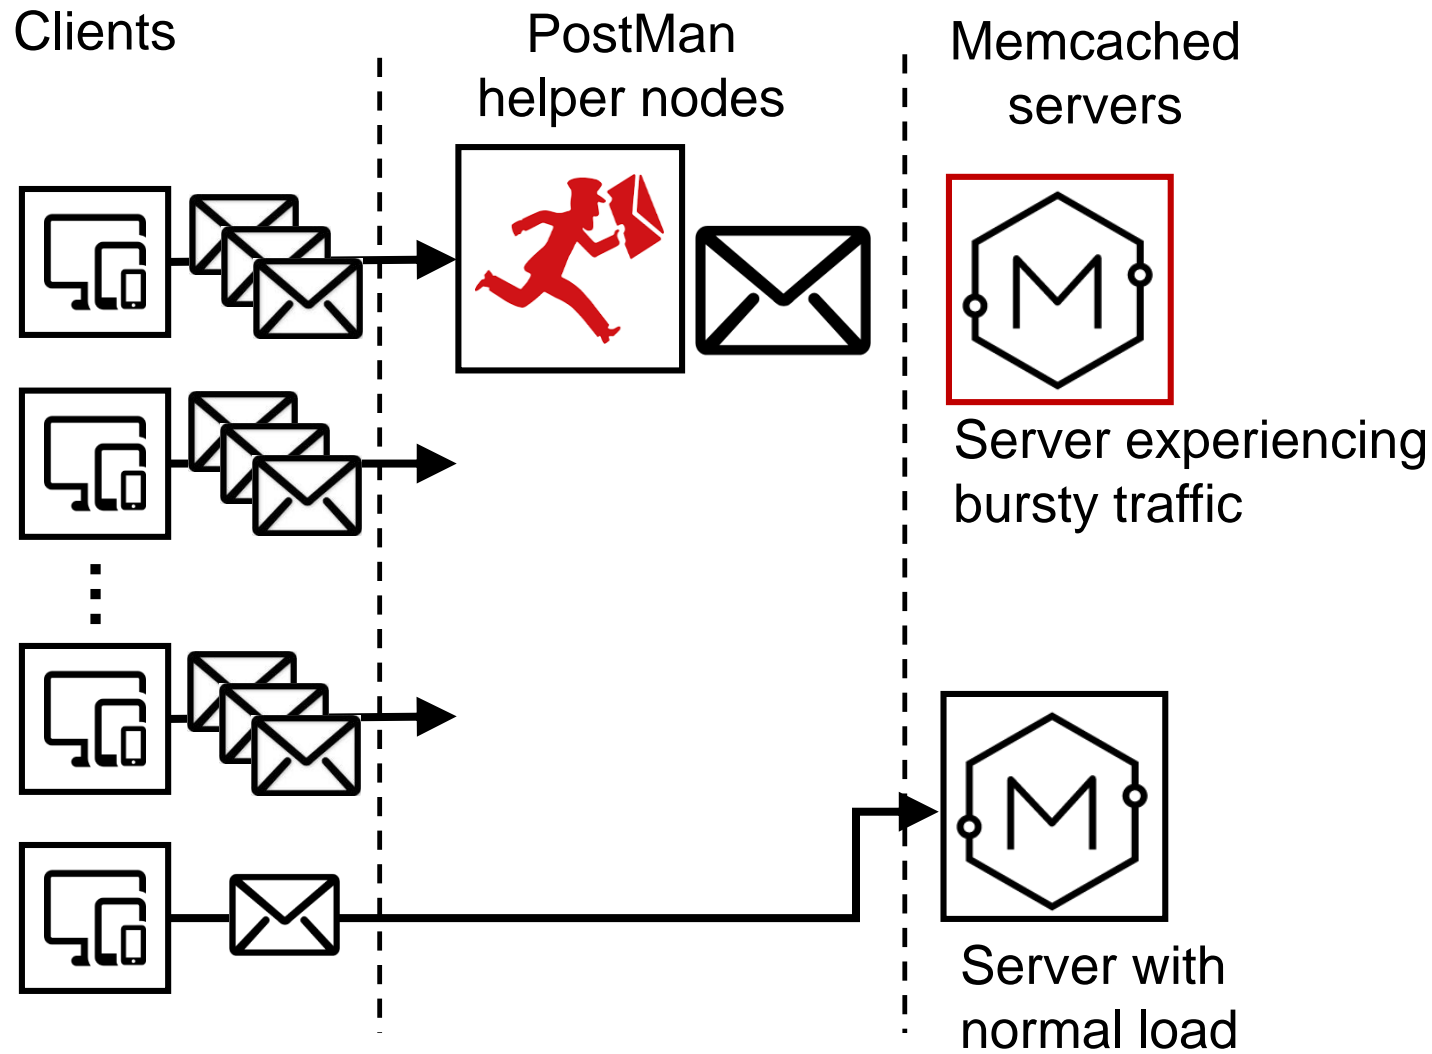 Clients
PostMan
helper nodes
Memcached
servers
Server experiencing
bursty traffic
Server with
normal load